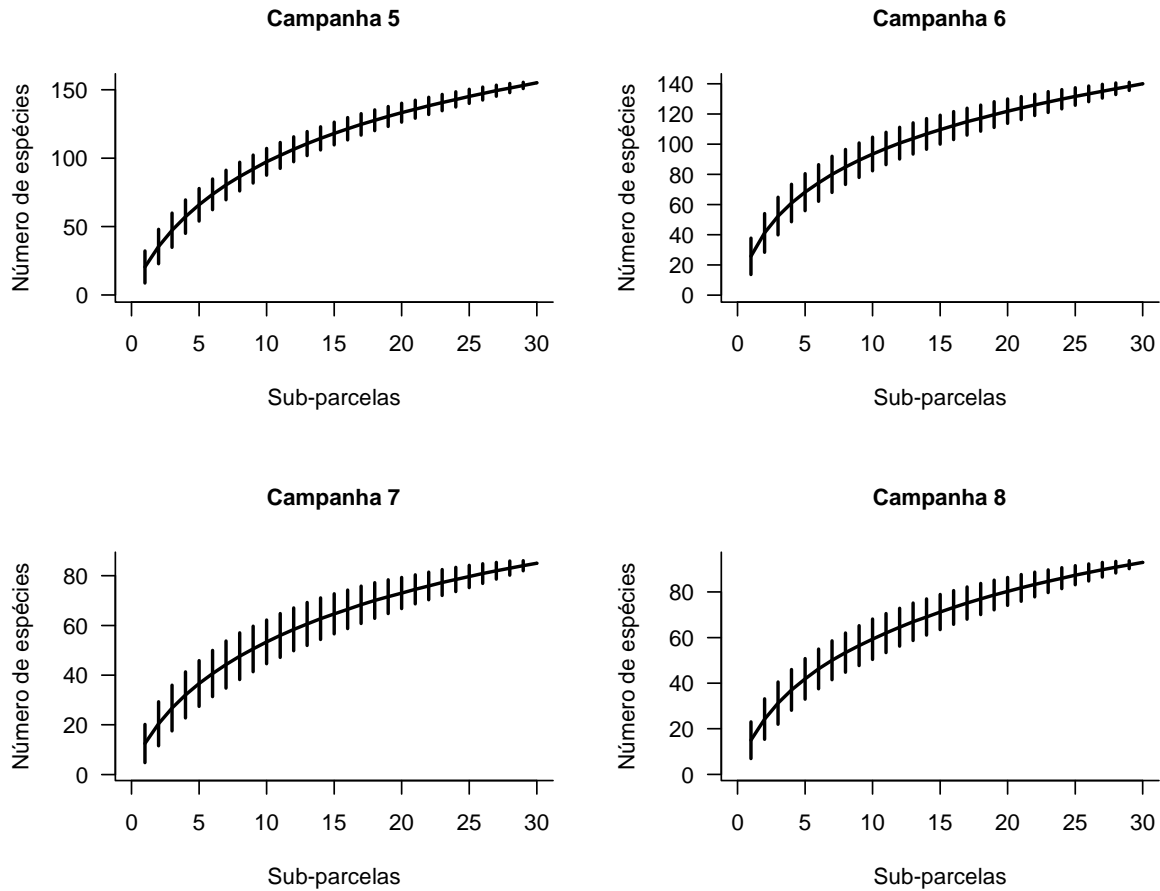 Campanha 5
Número de espécies
150
100
50
0
0 5 10 15 20 25 30
Sub-parcelas
Campanha 6
Número de espécies
140
120
100
80
60
40
20
0
0 5 10 15 20 25 30
Sub-parcelas
Campanha 7
Número de espécies
80
60
40
20
0
0 5 10 15 20 25 30
Sub-parcelas
Campanha 8
Número de espécies
80
60
40
20
0
0 5 10 15 20 25 30
Sub-parcelas